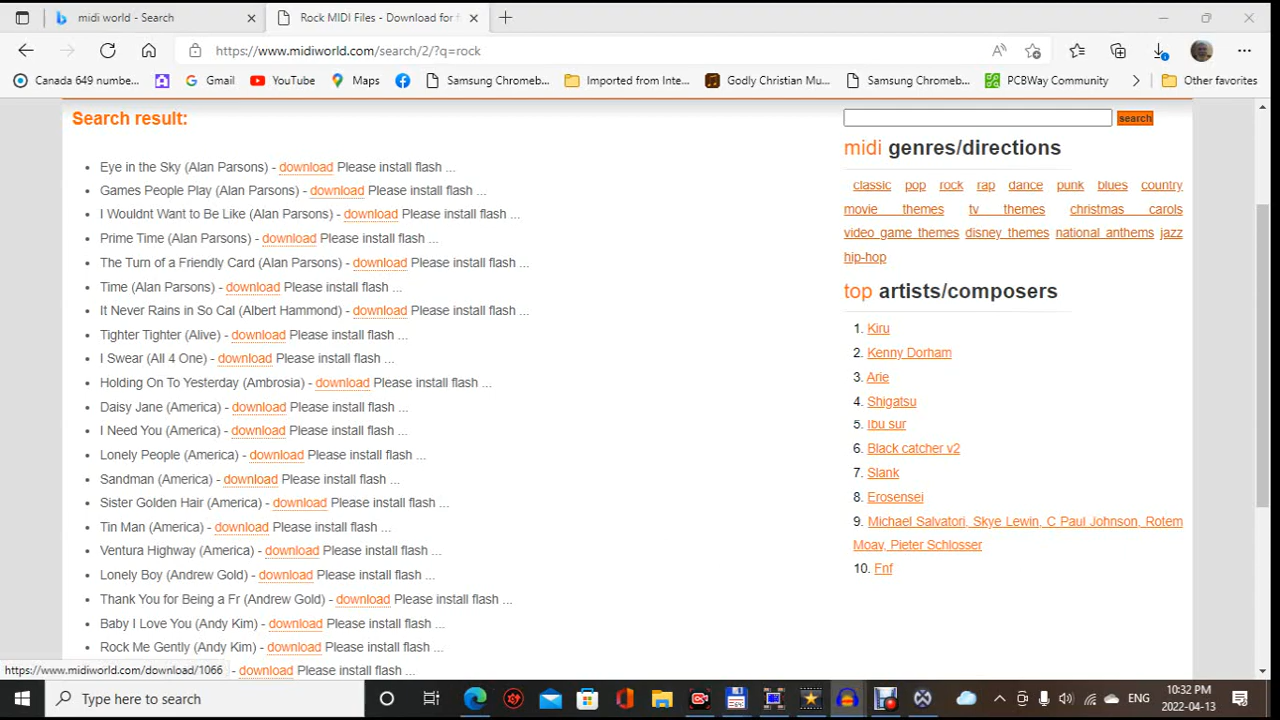 midi world - Search
Rock MIDI Files - Download for f
https://www.midiworld.com/search/2/?q=rock
Canada 649 numbe...
Gmail
YouTube
Maps
Samsung Chromeb...
Imported from Inte...
Godly Christian Mu...
Samsung Chromeb...
PCBWay Community
Other favorites
Search result:
Eye in the Sky (Alan Parsons) - download Please install flash ...
Games People Play (Alan Parsons) - download Please install flash ...
I Wouldnt Want to Be Like (Alan Parsons) - download Please install flash ...
Prime Time (Alan Parsons) - download Please install flash ...
The Turn of a Friendly Card (Alan Parsons) - download Please install flash ...
Time (Alan Parsons) - download Please install flash ...
It Never Rains in So Cal (Albert Hammond) - download Please install flash ...
Tighter Tighter (Alive) - download Please install flash ...
I Swear (All 4 One) - download Please install flash ...
Holding On To Yesterday (Ambrosia) - download Please install flash ...
Daisy Jane (America) - download Please install flash ...
I Need You (America) - download Please install flash ...
Lonely People (America) - download Please install flash ...
Sandman (America) - download Please install flash ...
Sister Golden Hair (America) - download Please install flash ...
Tin Man (America) - download Please install flash ...
Ventura Highway (America) - download Please install flash ...
Lonely Boy (Andrew Gold) - download Please install flash ...
Thank You for Being a Fr (Andrew Gold) - download Please install flash ...
Baby I Love You (Andy Kim) - download Please install flash ...
Rock Me Gently (Andy Kim) - download Please install flash ...
- download Please install flash ...
https://www.midiworld.com/download/1066
search
midi genres/directions
classic pop rock rap dance punk blues country
movie themes tv themes christmas carols
video game themes disney themes national anthems jazz
hip-hop
top artists/composers
1. Kiru
2. Kenny Dorham
3. Arie
4. Shigatsu
5. Ibu sur
6. Black catcher v2
7. Slank
8. Erosensei
9. Michael Salvatori, Skye Lewin, C Paul Johnson, Rotem
Moav, Pieter Schlosser
10. Fnf
Type here to search
ENG
10:32 PM
2022-04-13